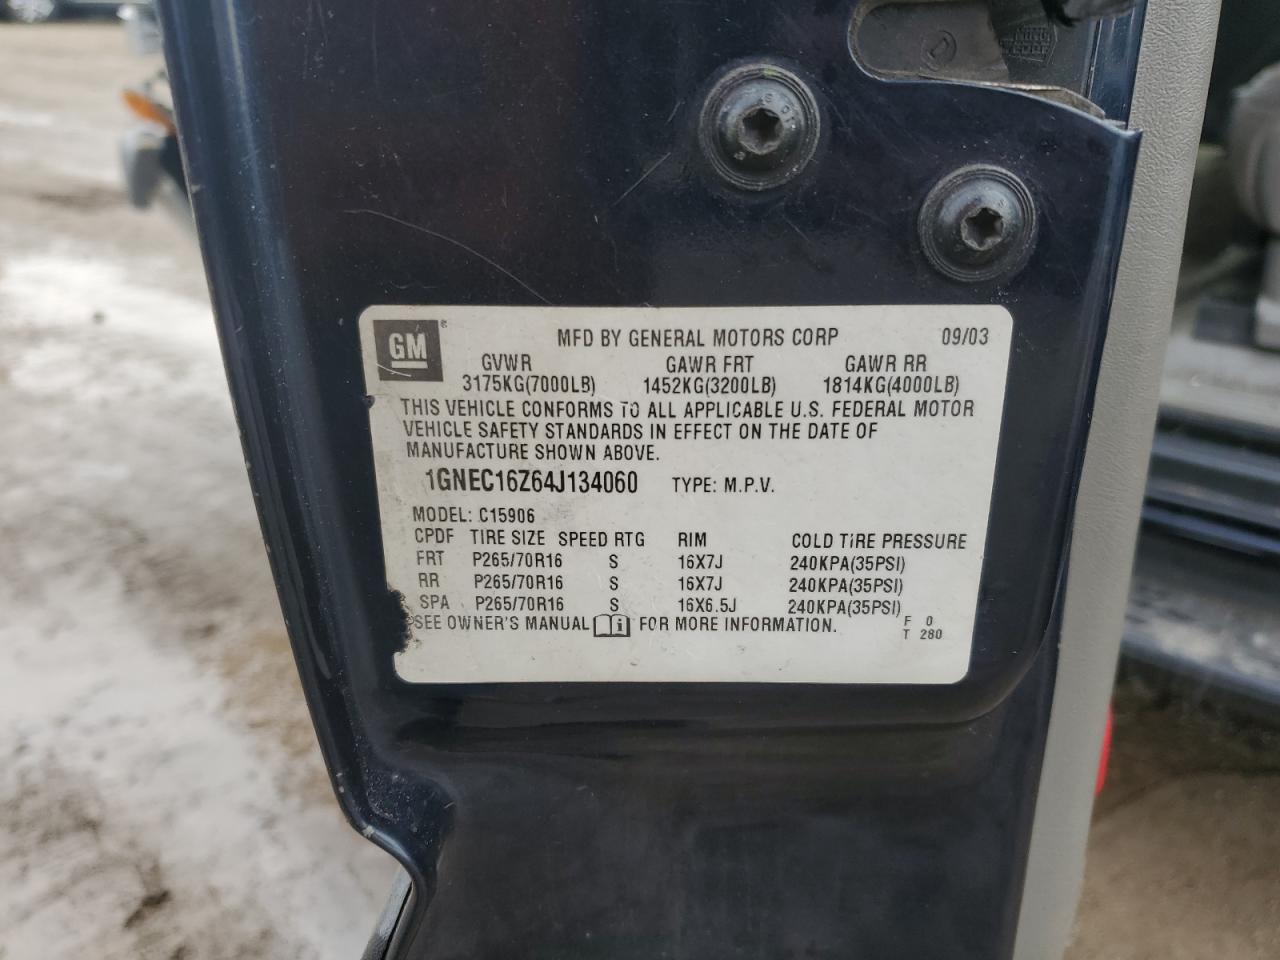 GM
MFD BY GENERAL MOTORS CORP 09/03
GVWR GAWR FRT GAWR RR
3175KG(7000LB) 1452KG(3200LB) 1814KG(4000LB)
THIS VEHICLE CONFORMS TO ALL APPLICABLE U.S. FEDERAL MOTOR
VEHICLE SAFETY STANDARDS IN EFFECT ON THE DATE OF
MANUFACTURE SHOWN ABOVE.
1GNEC16Z64J134060 TYPE: M.P.V.
MODEL: C15906
CPDF TIRE SIZE SPEED RTG RIM COLD TIRE PRESSURE
FRT P265/70R16 S 16X7J 240KPA(35PSI)
RR P265/70R16 S 16X7J 240KPA(35PSI)
SPA P265/70R16 S 16X6.5J 240KPA(35PSI)
SEE OWNER'S MANUAL FOR MORE INFORMATION.
F 0
T 280